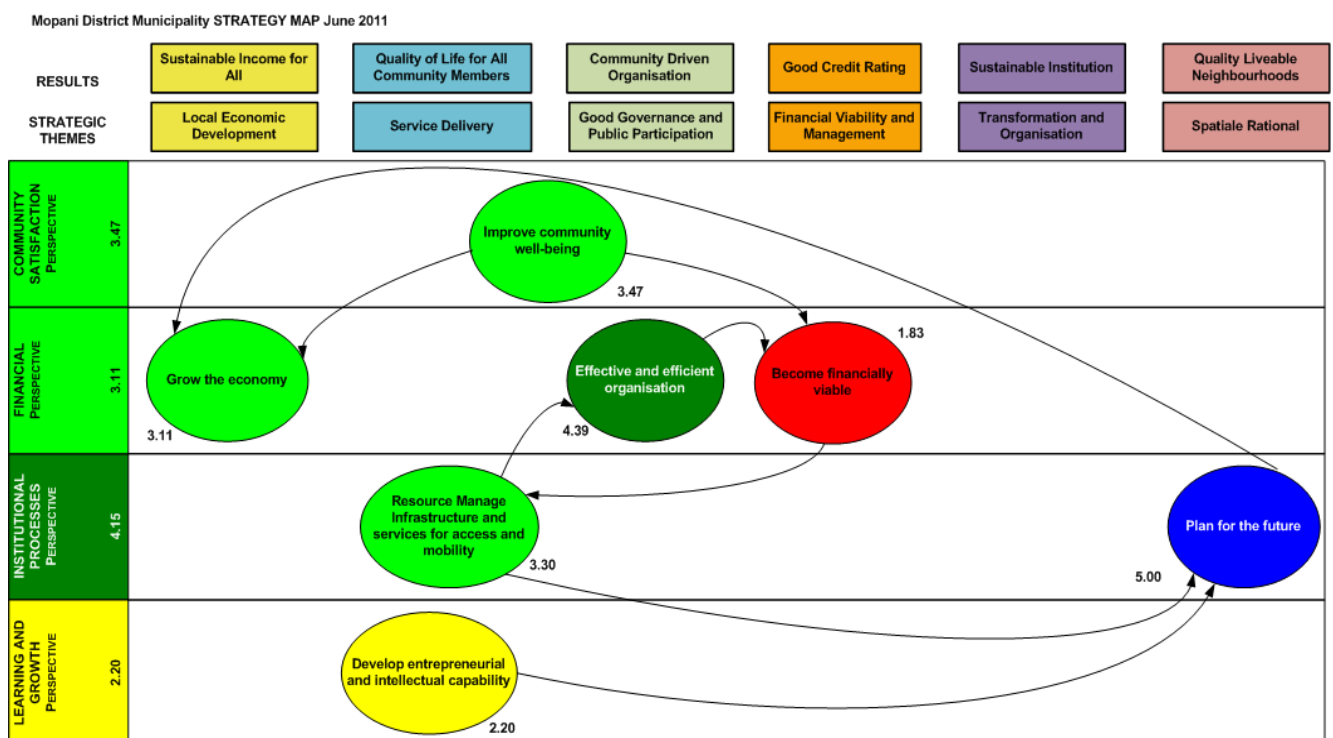 Mopani District Municipality STRATEGY MAP June 2011
RESULTS
Sustainable Income for
All
Quality of Life for All
Community Members
Community Driven
Organisation
Good Credit Rating
Sustainable Institution
Quality Liveable
Neighbourhoods
STRATEGIC
THEMES
Local Economic
Development
Service Delivery
Good Governance and
Public Participation
Financial Viability and
Management
Transformation and
Organisation
Spatiale Rational
COMMUNITY
SATISFACTION
PERSPECTIVE
3.47
Improve community
well-being
3.47
FINANCIAL
PERSPECTIVE
3.11
Grow the economy
3.11
Effective and efficient
organisation
4.39
Become financially
viable
1.83
INSTITUTIONAL
PROCESSES
PERSPECTIVE
4.15
Resource Manage
Infrastructure and
services for access and
mobility
3.30
Plan for the future
5.00
LEARNING AND
GROWTH
PERSPECTIVE
2.20
Develop entrepreneurial
and intellectual capability
2.20